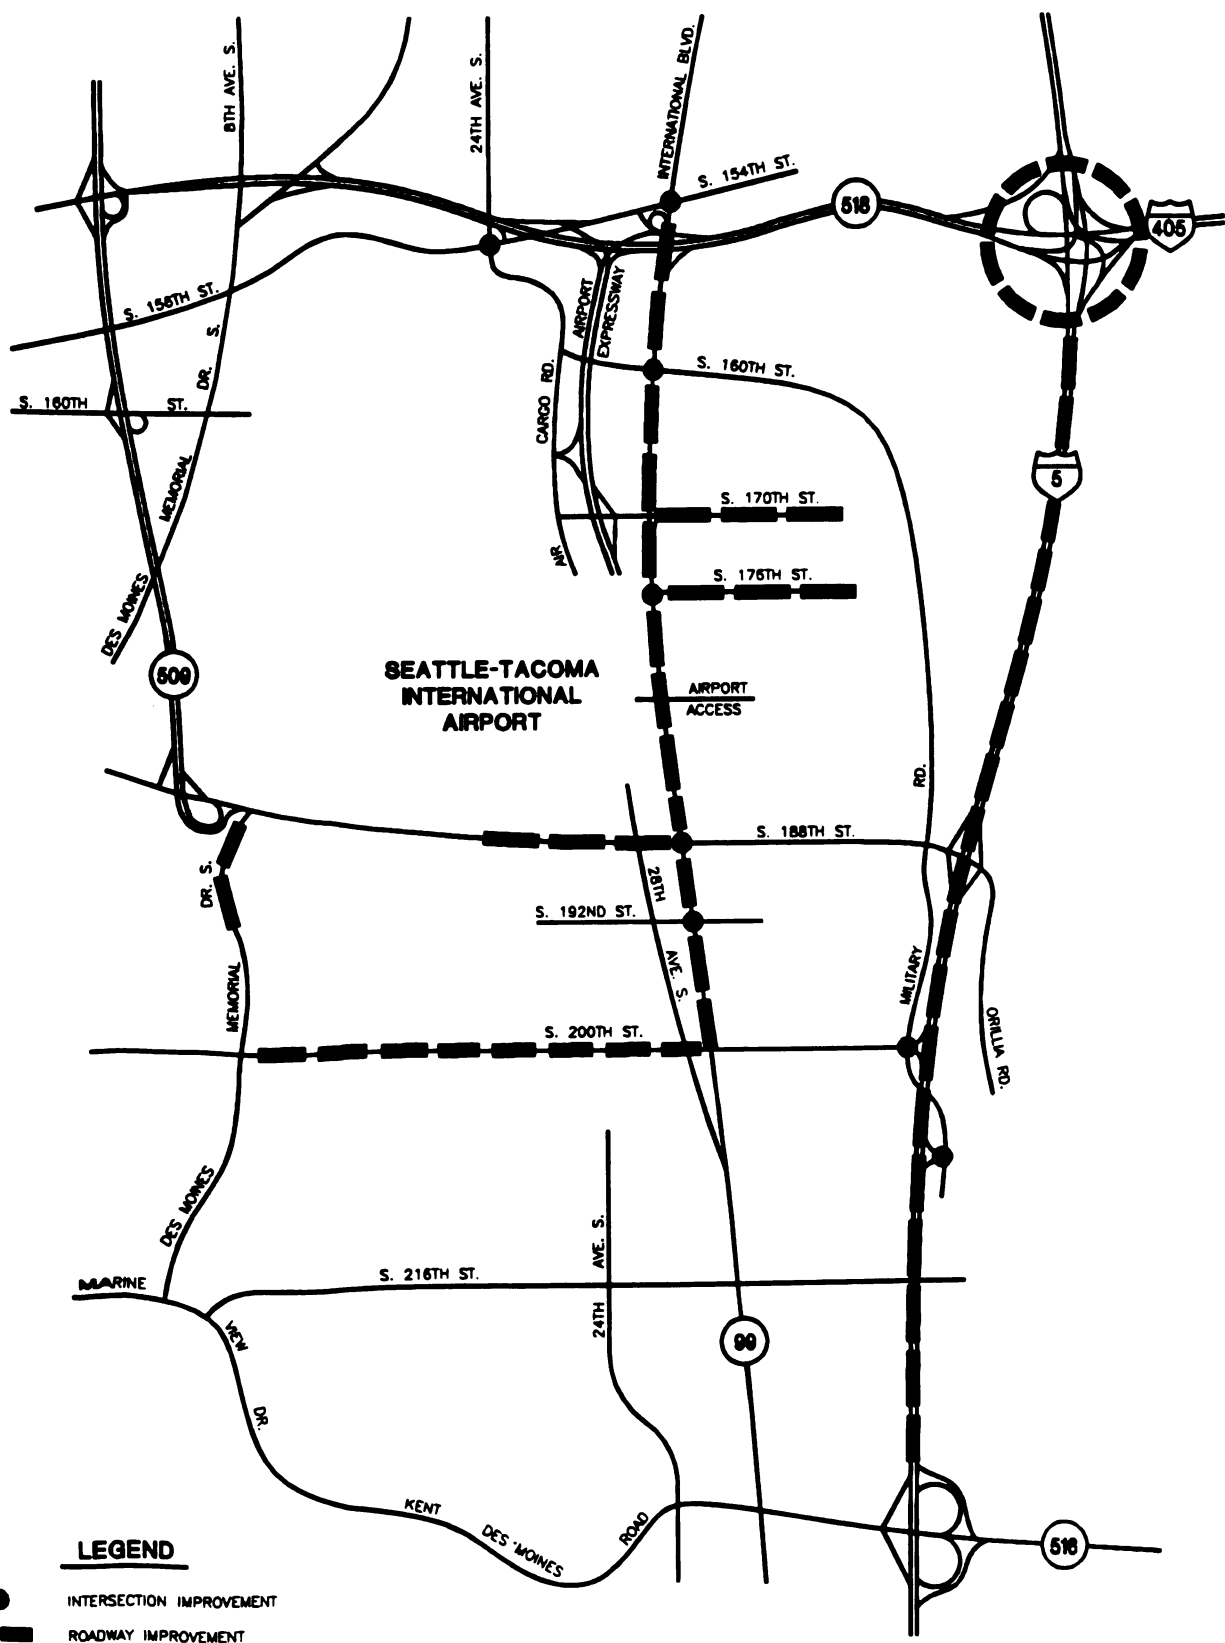 8TH AVE. S.
24TH AVE. S.
INTERNATIONAL BLVD.
S. 154TH ST.
518
405
S. 156TH ST.
DR. S.
AIRPORT
EXPRESSWAY
CARGO RD.
S. 160TH ST.
S. 160TH ST.
MEMORIAL
5
S. 170TH ST.
AIR
S. 176TH ST.
DES MOINES
509
SEATTLE-TACOMA
INTERNATIONAL
AIRPORT
AIRPORT
ACCESS
RD.
S. 188TH ST.
DR. S.
28TH
S. 192ND ST.
AVE. S.
MEMORIAL
MILITARY
ORILLIA RD.
S. 200TH ST.
DES MOINES
24TH AVE. S.
MARINE
S. 216TH ST.
VIEW
99
DR.
KENT
DES MOINES
ROAD
516
LEGEND
INTERSECTION IMPROVEMENT
ROADWAY IMPROVEMENT